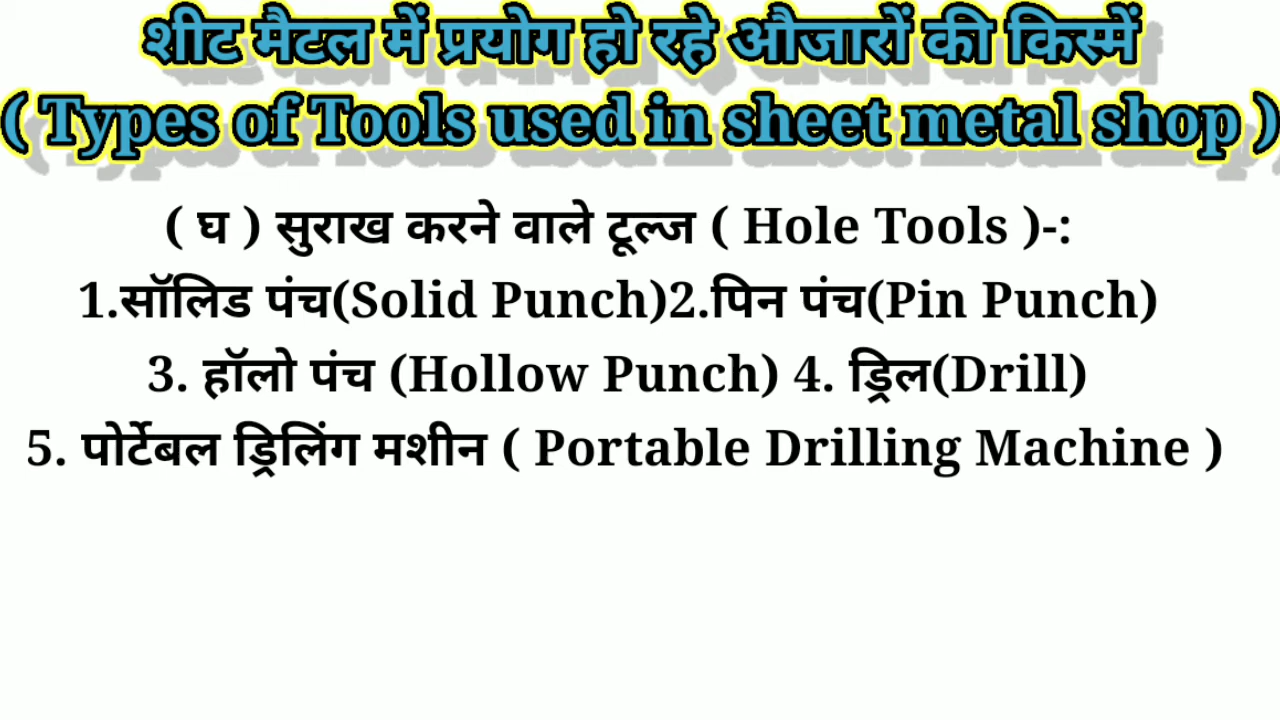 शीट मैटल में प्रयोग हो रहे औजारों की किस्में
( Types of Tools used in sheet metal shop )
( घ ) सुराख करने वाले टूल्ज ( Hole Tools )-:
1.सॉलिड पंच(Solid Punch)2.पिन पंच(Pin Punch)
3. हॉलो पंच (Hollow Punch) 4. ड्रिल(Drill)
5. पोर्टेबल ड्रिलिंग मशीन ( Portable Drilling Machine )